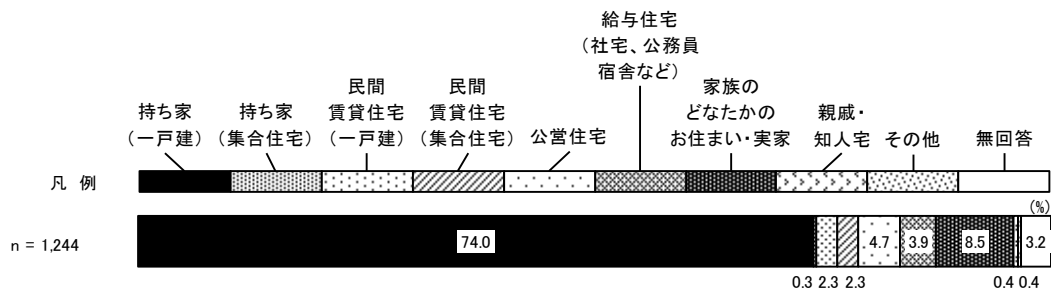 給与住宅
（社宅、公務員
宿舎など）
持ち家
（一戸建）
持ち家
（集合住宅）
民間
賃貸住宅
（一戸建）
民間
賃貸住宅
（集合住宅）
公営住宅
家族の
どなたかの
お住まい・実家
親戚・
知人宅
その他
無回答
凡 例
(%)
n = 1,244
74.0
4.7
3.9
8.5
3.2
0.3 2.3 2.3
0.4 0.4